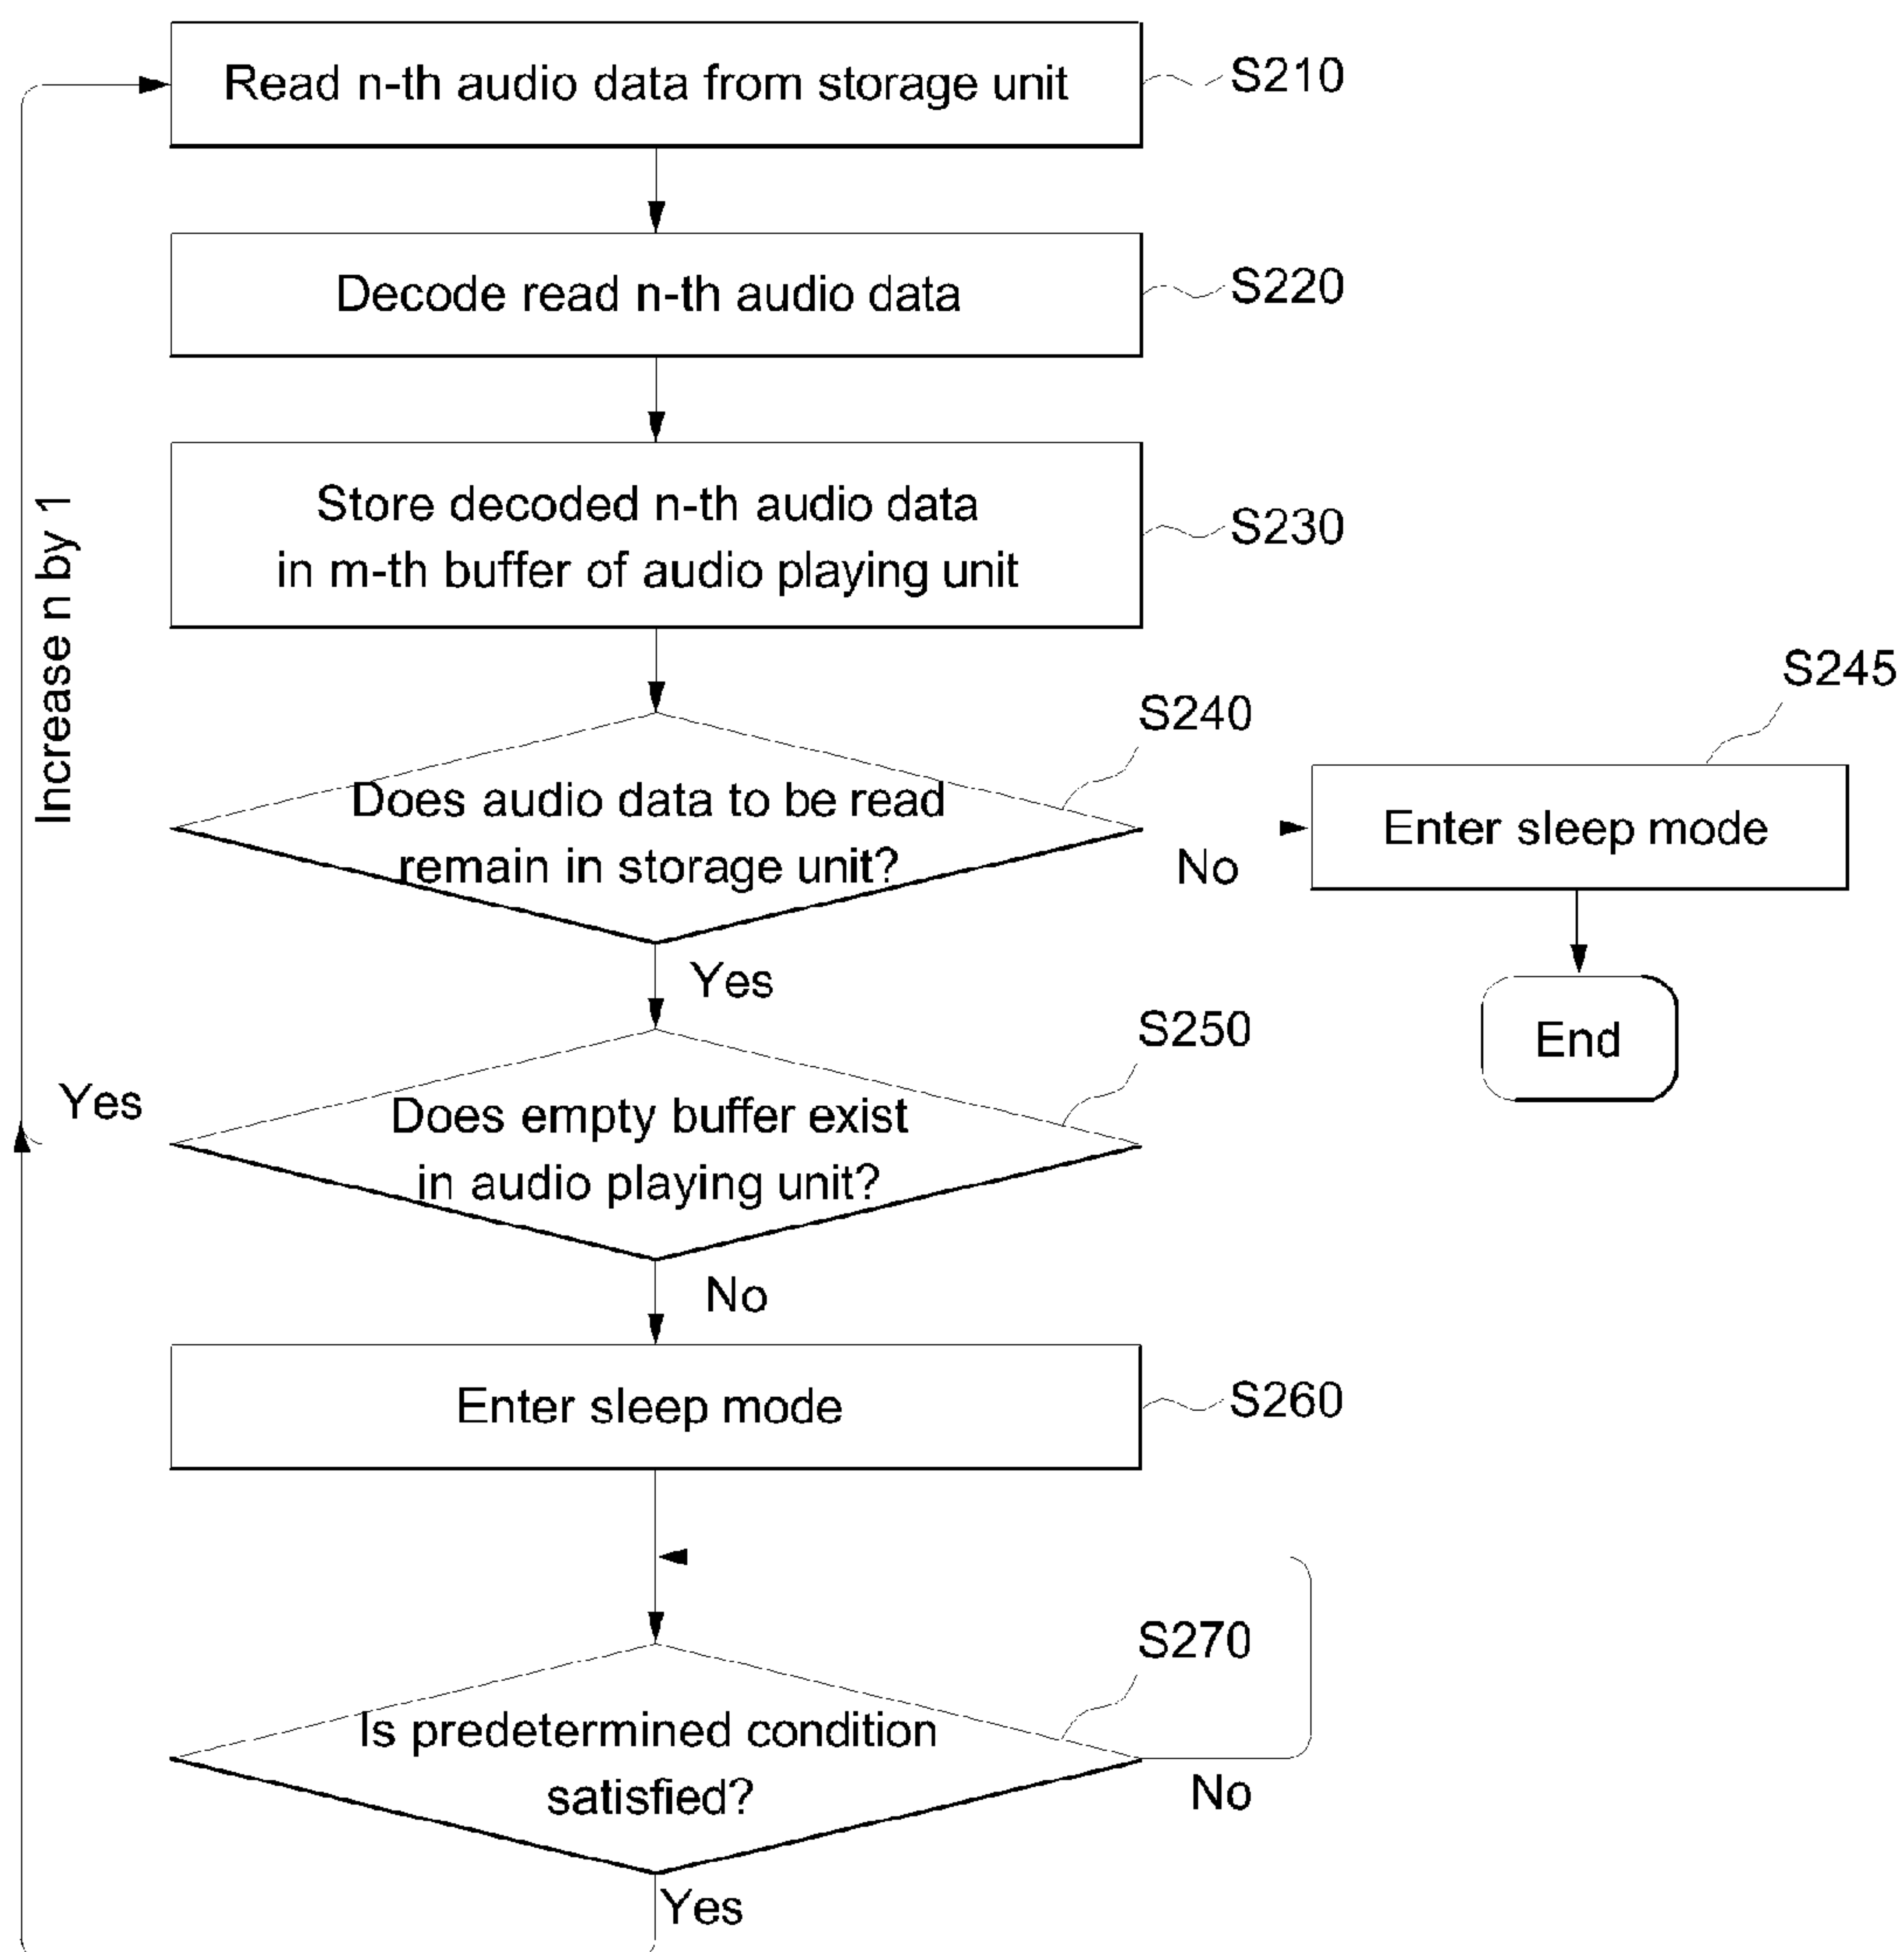 Read n-th audio data from storage unit
S210
Decode read n-th audio data
S220
Store decoded n-th audio data
in m-th buffer of audio playing unit
S230
Increase n by 1
S240
Does audio data to be read
remain in storage unit?
No
S245
Enter sleep mode
End
Yes
S250
Does empty buffer exist
in audio playing unit?
Yes
No
Enter sleep mode
S260
S270
Is predetermined condition
satisfied?
No
Yes